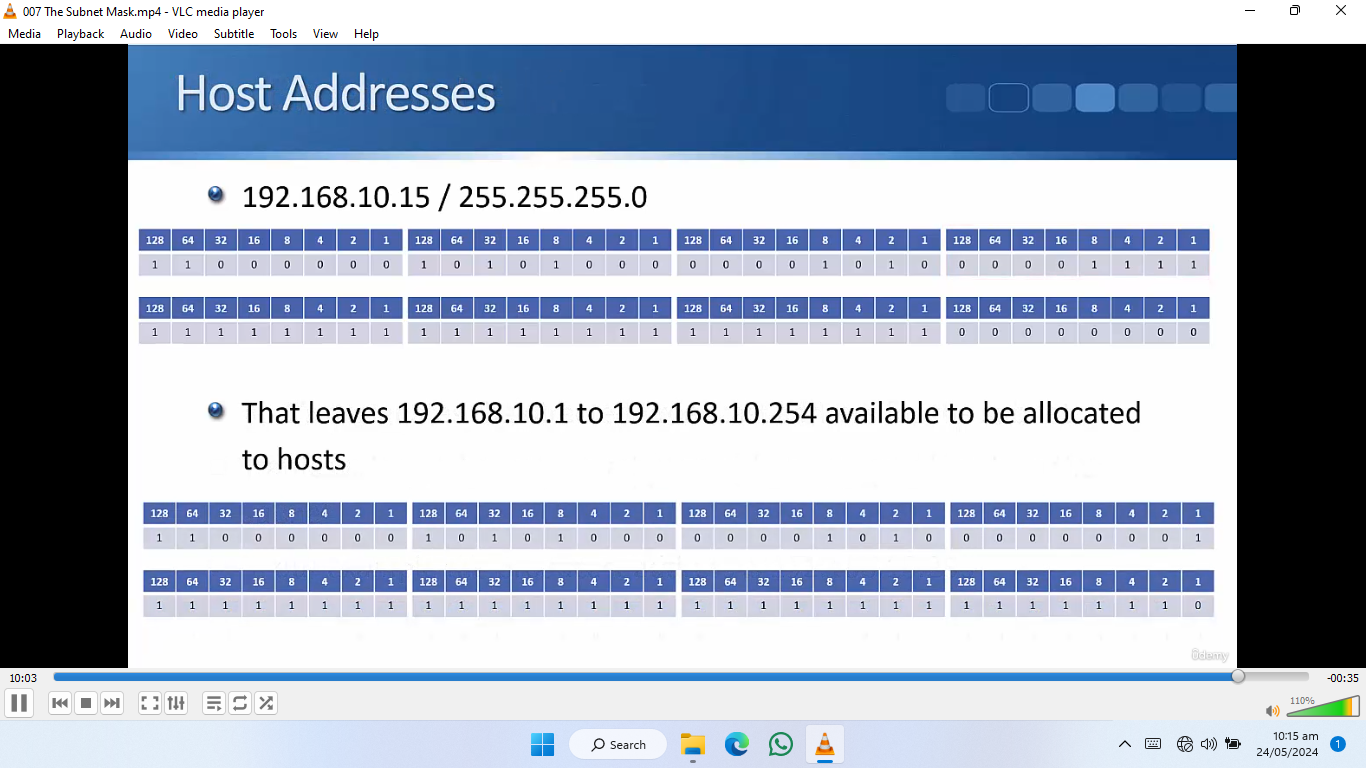 007 The Subnet Mask.mp4 - VLC media player
Media Playback Audio Video Subtitle Tools View Help
Host Addresses
192.168.10.15 / 255.255.255.0
128 64 32 16 8 4 2 1 128 64 32 16 8 4 2 1 128 64 32 16 8 4 2 1 128 64 32 16 8 4 2 1
1 1 0 0 0 0 0 0 1 0 1 0 1 0 0 0 0 0 0 0 1 0 1 0 0 0 0 0 1 1 1 1
128 64 32 16 8 4 2 1 128 64 32 16 8 4 2 1 128 64 32 16 8 4 2 1 128 64 32 16 8 4 2 1
1 1 1 1 1 1 1 1 1 1 1 1 1 1 1 1 1 1 1 1 1 1 1 1 0 0 0 0 0 0 0 0
That leaves 192.168.10.1 to 192.168.10.254 available to be allocated
to hosts
128 64 32 16 8 4 2 1 128 64 32 16 8 4 2 1 128 64 32 16 8 4 2 1 128 64 32 16 8 4 2 1
1 1 0 0 0 0 0 0 1 0 1 0 1 0 0 0 0 0 0 0 1 0 1 0 0 0 0 0 0 0 0 1
128 64 32 16 8 4 2 1 128 64 32 16 8 4 2 1 128 64 32 16 8 4 2 1 128 64 32 16 8 4 2 1
1 1 1 1 1 1 1 1 1 1 1 1 1 1 1 1 1 1 1 1 1 1 1 1 1 1 1 1 1 1 1 0
ûdemy
10:03 -00:35
110%
Search
10:15 am
24/05/2024
1